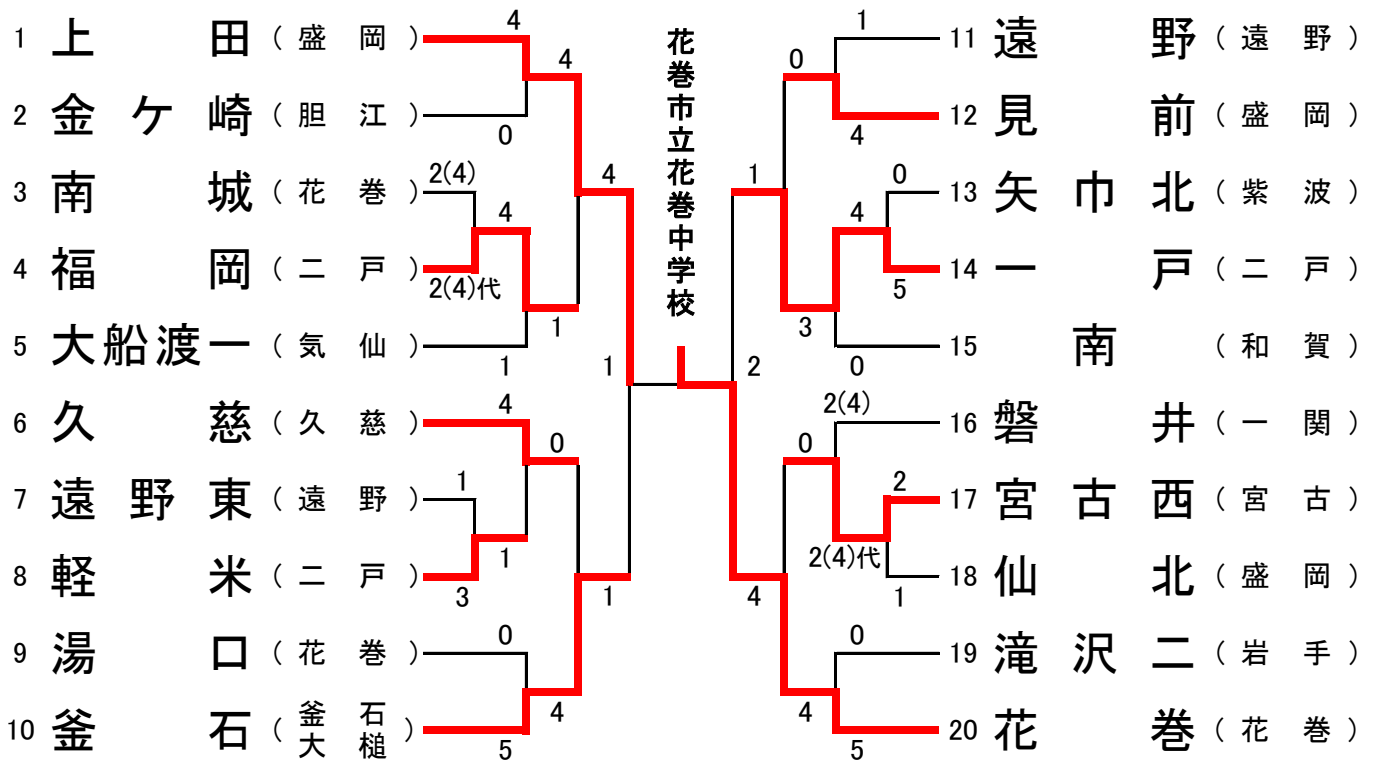 1 上田 (盛岡)
2 金ケ崎 (胆江)
3 南城 (花巻)
4 福岡 (二戸)
5 大船渡一 (気仙)
6 久慈 (久慈)
7 遠野東 (遠野)
8 軽米 (二戸)
9 湯口 (花巻)
10 釜石 (釜石大槌)
4
0
2(4)
2(4)代
4
1
4
1
4
1
3
1
4
0
0
5
4
1
1
花巻市立花巻中学校
2
1
4
0
3
4
0
4
1
4
0
5
0
2(4)
2(4)代
2
1
0
5
11 遠野 (遠野)
12 見前 (盛岡)
13 矢巾北 (紫波)
14 一戸 (二戸)
15 南 (和賀)
16 磐井 (一関)
17 宮古西 (宮古)
18 仙北 (盛岡)
19 滝沢二 (岩手)
20 花巻 (花巻)